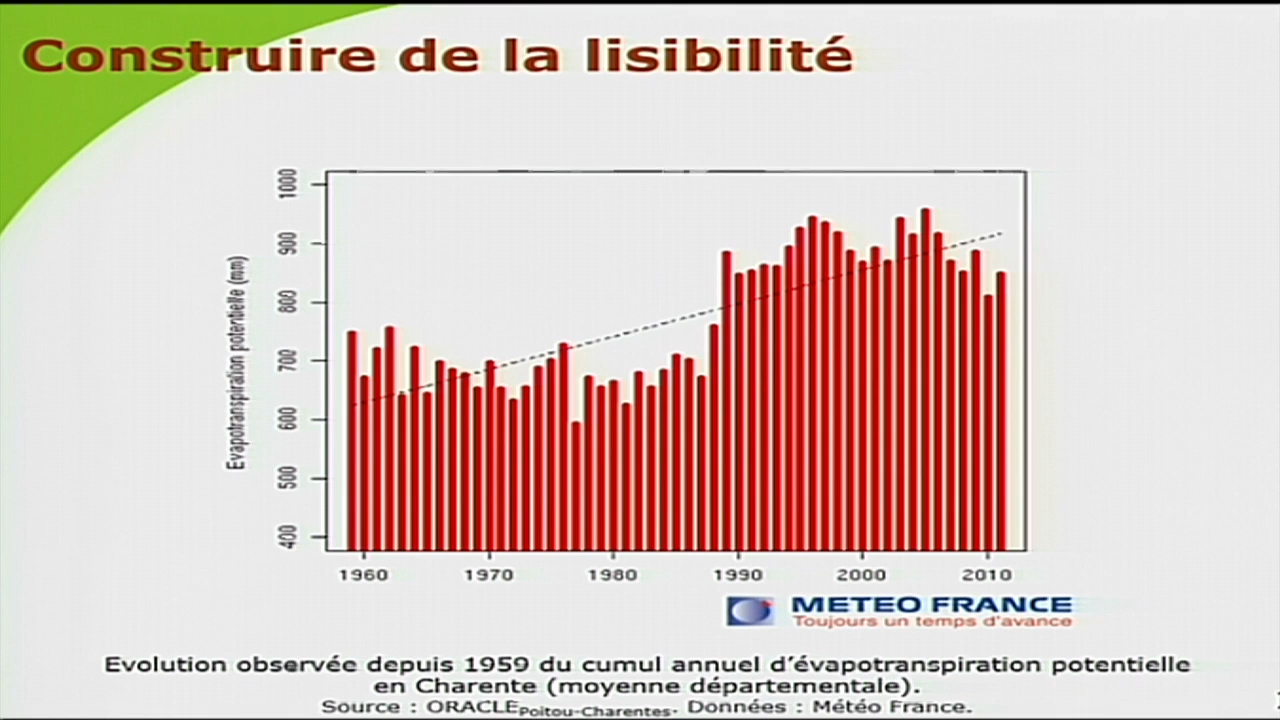 Construire de la lisibilité
1000
900
800
700
600
500
400
Evapotranspiration potentielle (mm)
1960 1970 1980 1990 2000 2010
METEO FRANCE
Toujours un temps d'avance
Evolution observée depuis 1959 du cumul annuel d'évapotranspiration potentielle
en Charente (moyenne départementale).
Source : ORACLE Poitou-Charentes. Données : Météo France.